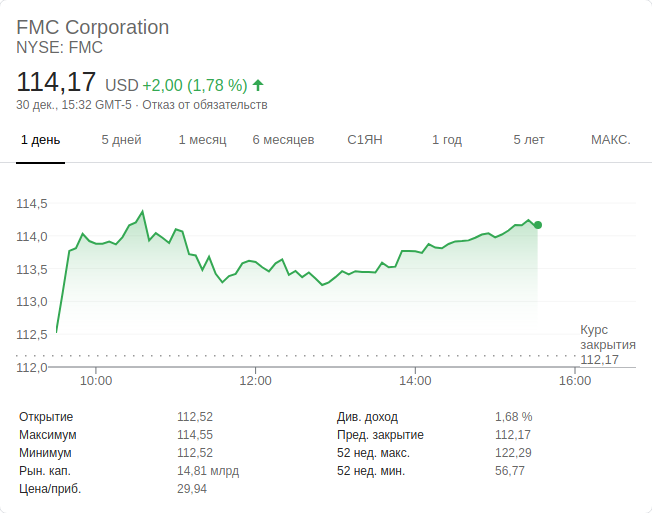 FMC Corporation
NYSE: FMC
114,17 USD +2,00 (1,78 %)
30 дек., 15:32 GMT-5 · Отказ от обязательств
1 день 5 дней 1 месяц 6 месяцев С1ЯН 1 год 5 лет МАКС.
114,5
114,0
113,5
113,0
112,5
112,0
Курс
закрытия
112,17
10:00 12:00 14:00 16:00
Открытие 112,52 Див. доход 1,68 %
Максимум 114,55 Пред. закрытие 112,17
Минимум 112,52 52 нед. макс. 122,29
Рын. кап. 14,81 млрд 52 нед. мин. 56,77
Цена/приб. 29,94